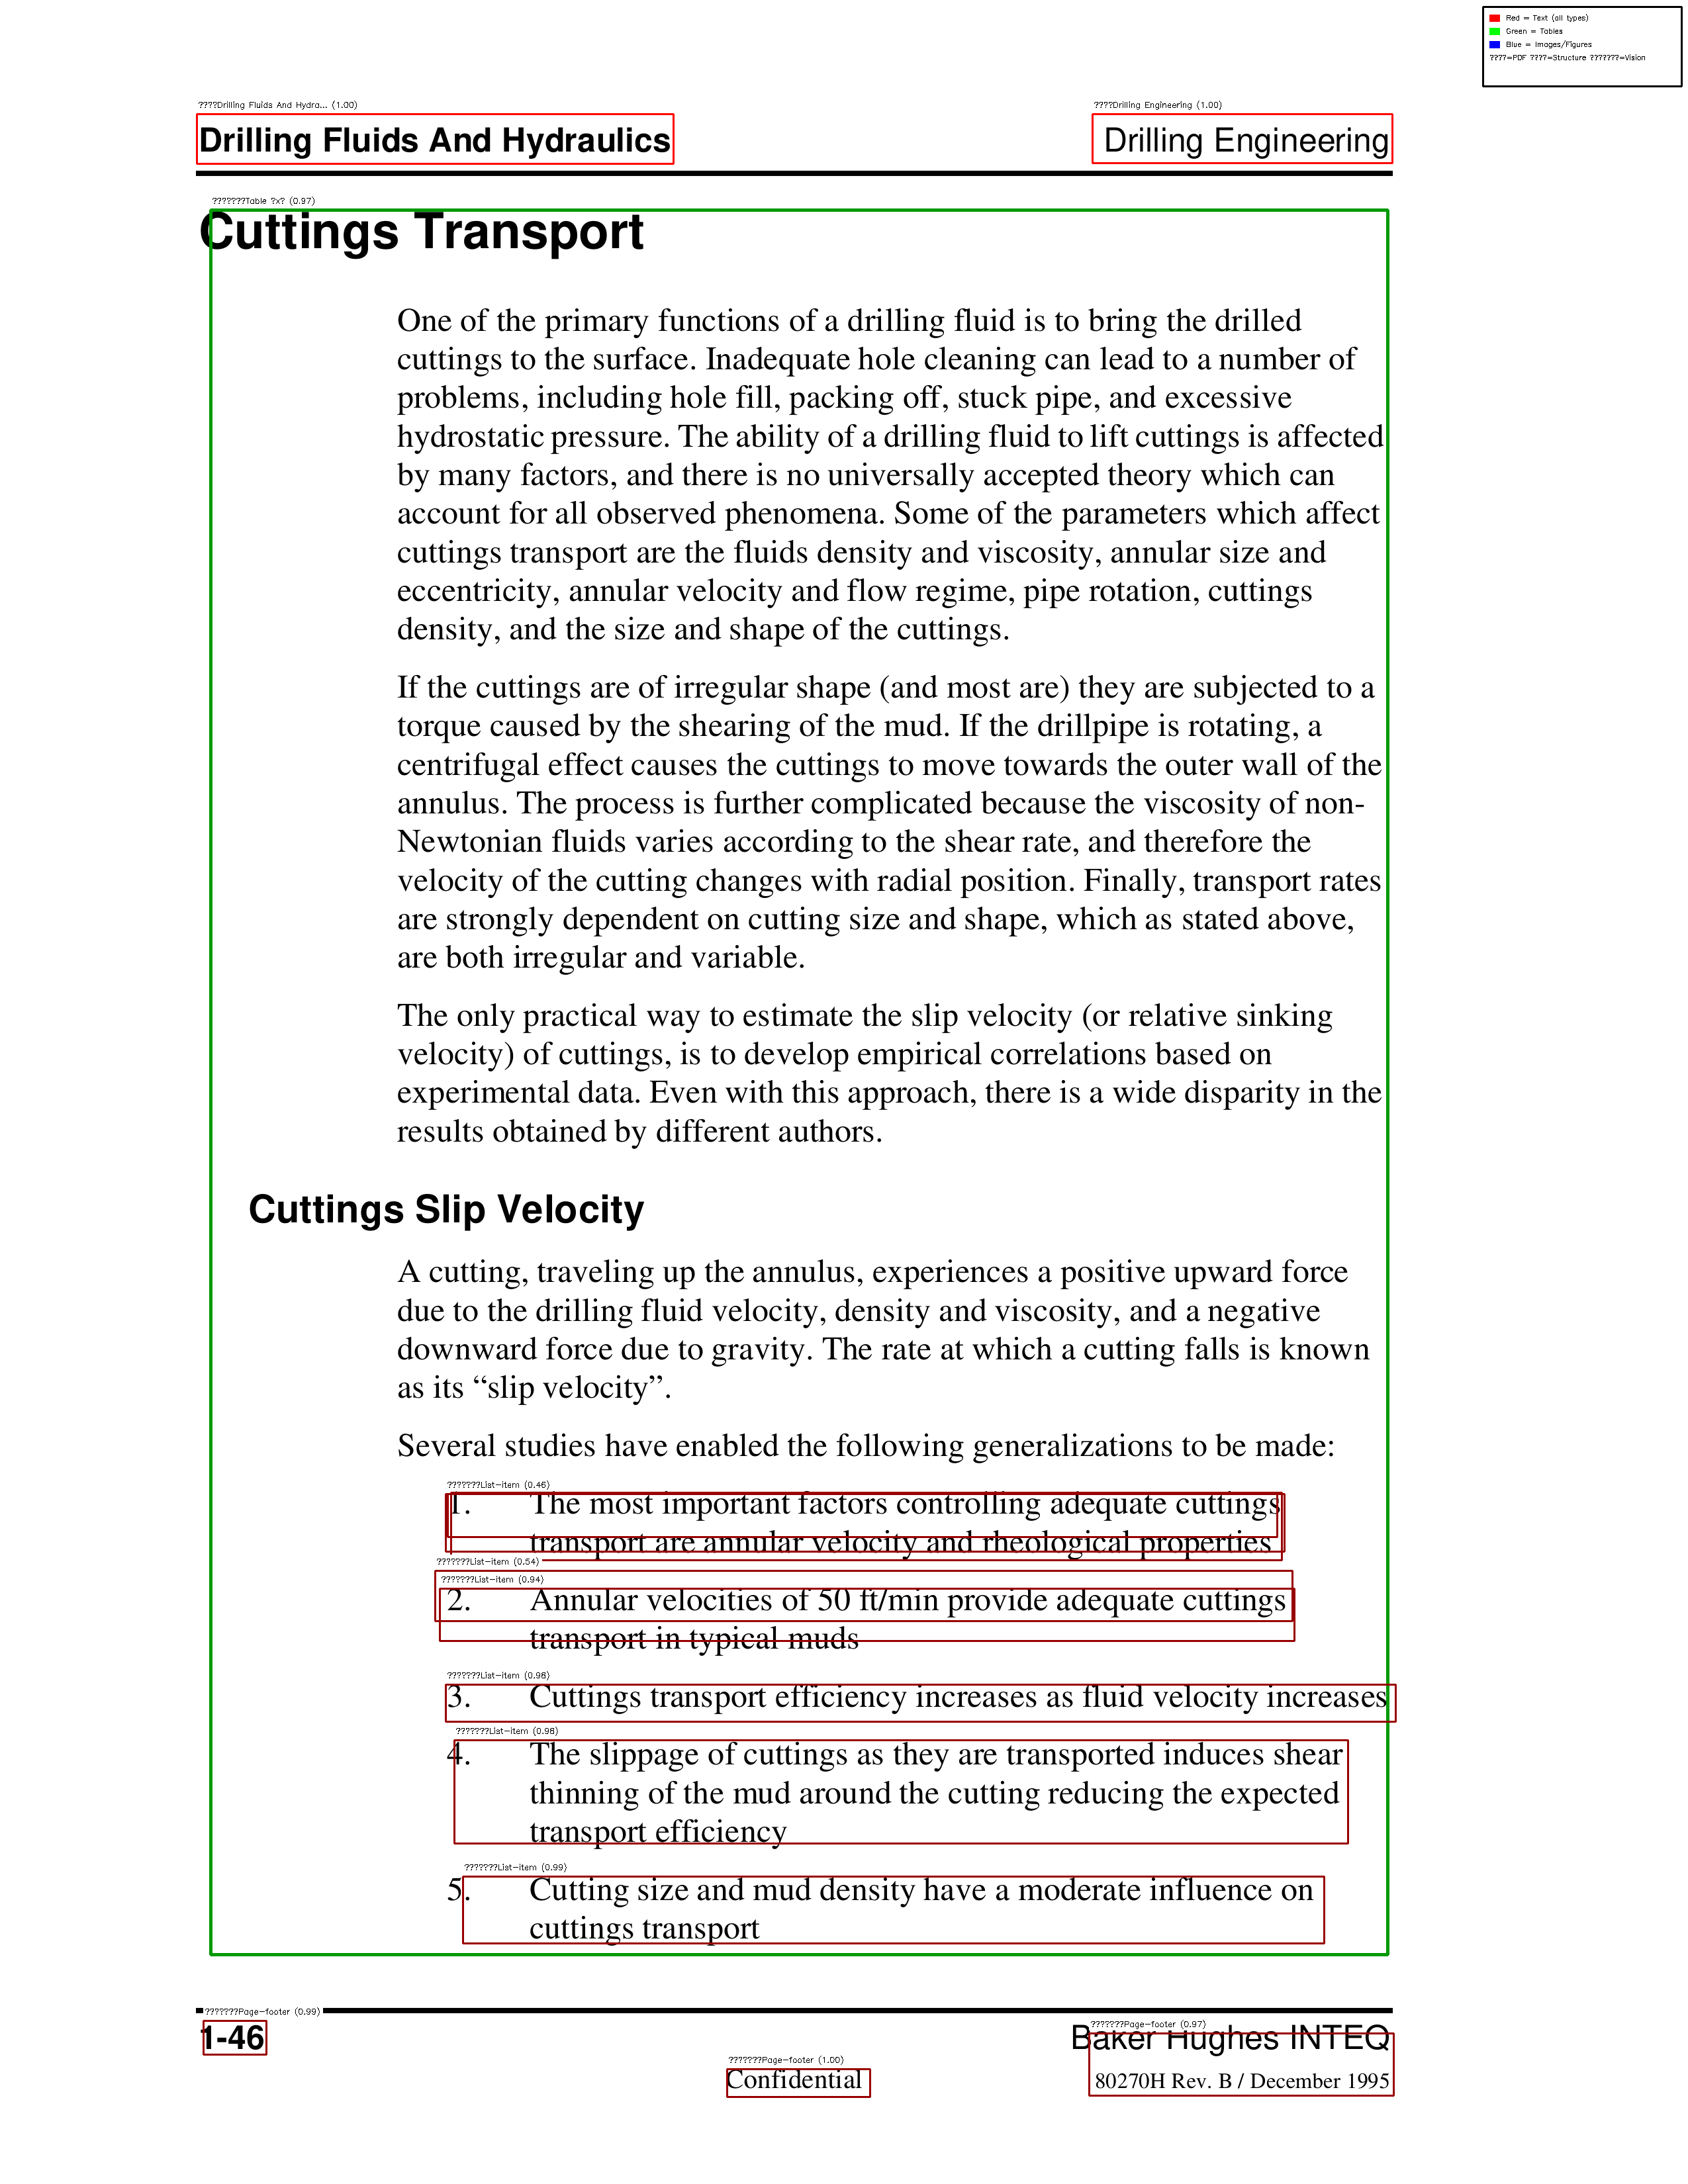 Red = Text (all types)
Green = Tables
Blue = Images/Figures
????=PDF ????=Structure ???????=Vision
????Drilling Fluids And Hydra... (1.00)
????Drilling Engineering (1.00)
Drilling Fluids And Hydraulics
Drilling Engineering
???????Table ?x? (0.97)
Cuttings Transport
One of the primary functions of a drilling fluid is to bring the drilled
cuttings to the surface. Inadequate hole cleaning can lead to a number of
problems, including hole fill, packing off, stuck pipe, and excessive
hydrostatic pressure. The ability of a drilling fluid to lift cuttings is affected
by many factors, and there is no universally accepted theory which can
account for all observed phenomena. Some of the parameters which affect
cuttings transport are the fluids density and viscosity, annular size and
eccentricity, annular velocity and flow regime, pipe rotation, cuttings
density, and the size and shape of the cuttings.
If the cuttings are of irregular shape (and most are) they are subjected to a
torque caused by the shearing of the mud. If the drillpipe is rotating, a
centrifugal effect causes the cuttings to move towards the outer wall of the
annulus. The process is further complicated because the viscosity of non-
Newtonian fluids varies according to the shear rate, and therefore the
velocity of the cutting changes with radial position. Finally, transport rates
are strongly dependent on cutting size and shape, which as stated above,
are both irregular and variable.
The only practical way to estimate the slip velocity (or relative sinking
velocity) of cuttings, is to develop empirical correlations based on
experimental data. Even with this approach, there is a wide disparity in the
results obtained by different authors.
Cuttings Slip Velocity
A cutting, traveling up the annulus, experiences a positive upward force
due to the drilling fluid velocity, density and viscosity, and a negative
downward force due to gravity. The rate at which a cutting falls is known
as its “slip velocity”.
Several studies have enabled the following generalizations to be made:
???????List-item (0.46)
1. The most important factors controlling adequate cuttings
transport are annular velocity and rheological properties
???????List-item (0.54)
???????List-item (0.94)
2. Annular velocities of 50 ft/min provide adequate cuttings
transport in typical muds
???????List-item (0.98)
3. Cuttings transport efficiency increases as fluid velocity increases
???????List-item (0.98)
4. The slippage of cuttings as they are transported induces shear
thinning of the mud around the cutting reducing the expected
transport efficiency
???????List-item (0.99)
5. Cutting size and mud density have a moderate influence on
cuttings transport
???????Page-footer (0.99)
???????Page-footer (0.97)
1-46
Baker Hughes INTEQ
???????Page-footer (1.00)
Confidential
80270H Rev. B / December 1995